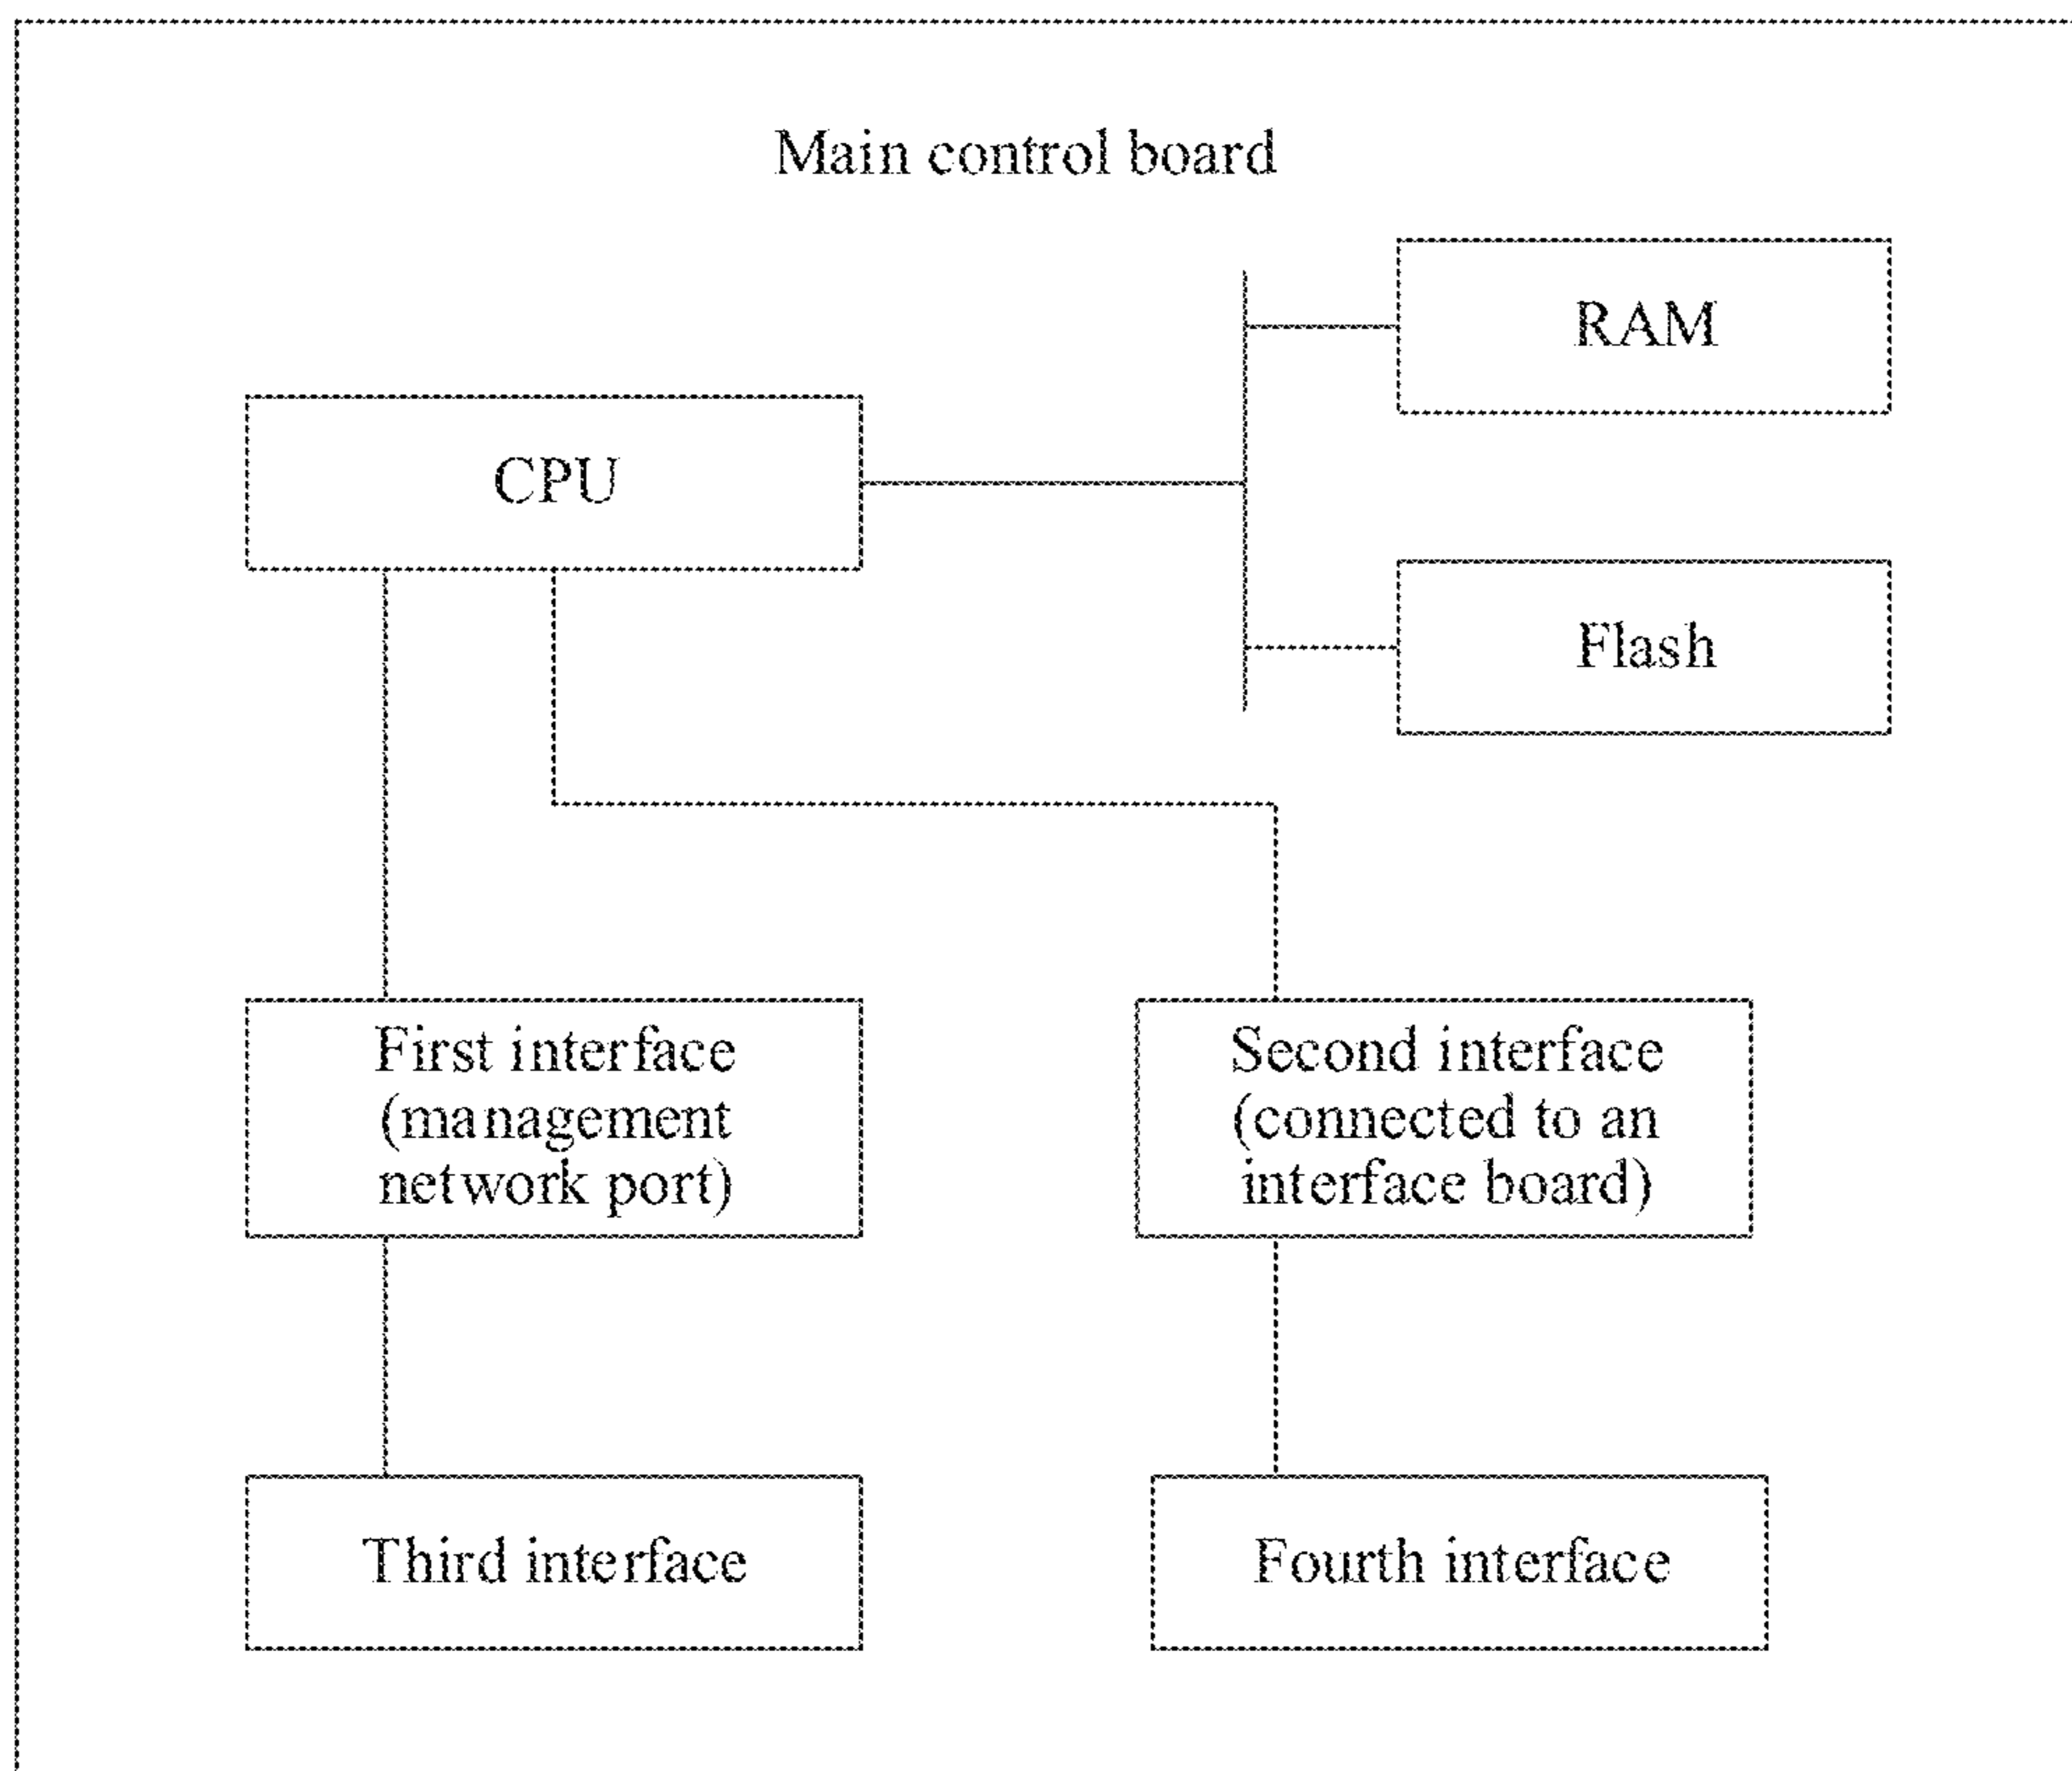 Main control board
RAM
CPU
Flash
First interface
(management
network port)
Second interface
(connected to an
interface board)
Third interface
Fourth interface